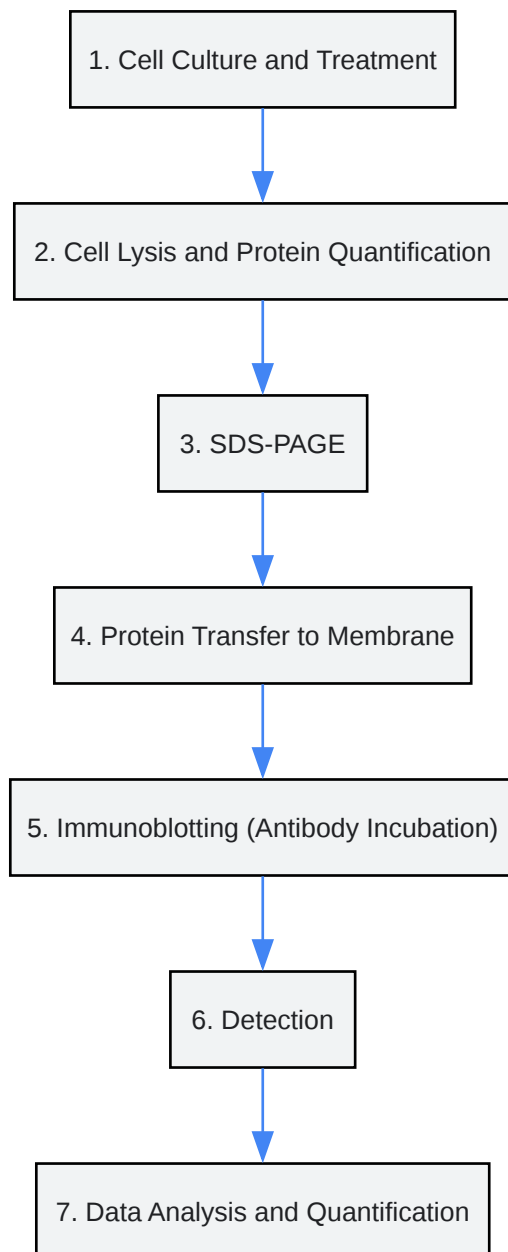 1. Cell Culture and Treatment
2. Cell Lysis and Protein Quantification
3. SDS-PAGE
4. Protein Transfer to Membrane
5. Immunoblotting (Antibody Incubation)
6. Detection
7. Data Analysis and Quantification